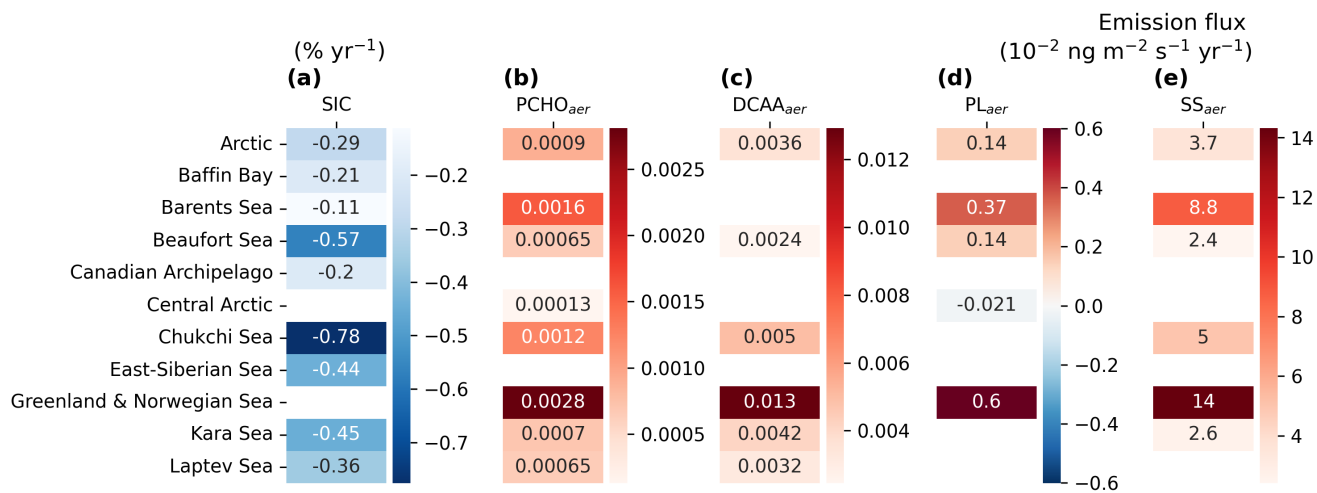 Emission flux
(% yr⁻¹) (10⁻² ng m⁻² s⁻¹ yr⁻¹)
(a) (b) (c) (d) (e)
SIC PCHOaer DCAAaer PLaer SSaer
Arctic -0.29 0.0009 0.0036 0.14 3.7
Baffin Bay -0.21
Barents Sea -0.11 0.0016 0.37 8.8
Beaufort Sea -0.57 0.00065 0.0024 0.14 2.4
Canadian Archipelago -0.2
Central Arctic 0.00013 -0.021
Chukchi Sea -0.78 0.0012 0.005 5
East-Siberian Sea -0.44
Greenland & Norwegian Sea 0.0028 0.013 0.6 14
Kara Sea -0.45 0.0007 0.0042 2.6
Laptev Sea -0.36 0.00065 0.0032
−0.2
−0.3
−0.4
−0.5
−0.6
−0.7
0.0025
0.0020
0.0015
0.0010
0.0005
0.012
0.010
0.008
0.006
0.004
0.6
0.4
0.2
0.0
−0.2
−0.4
−0.6
14
12
10
8
6
4